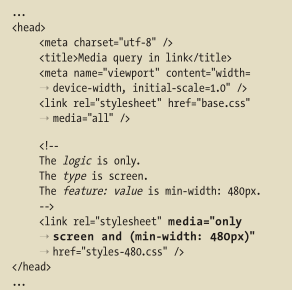 ...
<head>
<meta charset="utf-8" />
<title>Media query in link</title>
<meta name="viewport" content="width=
→ device-width, initial-scale=1.0" />
<link rel="stylesheet" href="base.css"
→ media="all" />
<!--
The logic is only.
The type is screen.
The feature: value is min-width: 480px.
-->
<link rel="stylesheet" media="only
→ screen and (min-width: 480px)"
→ href="styles-480.css" />
</head>
...